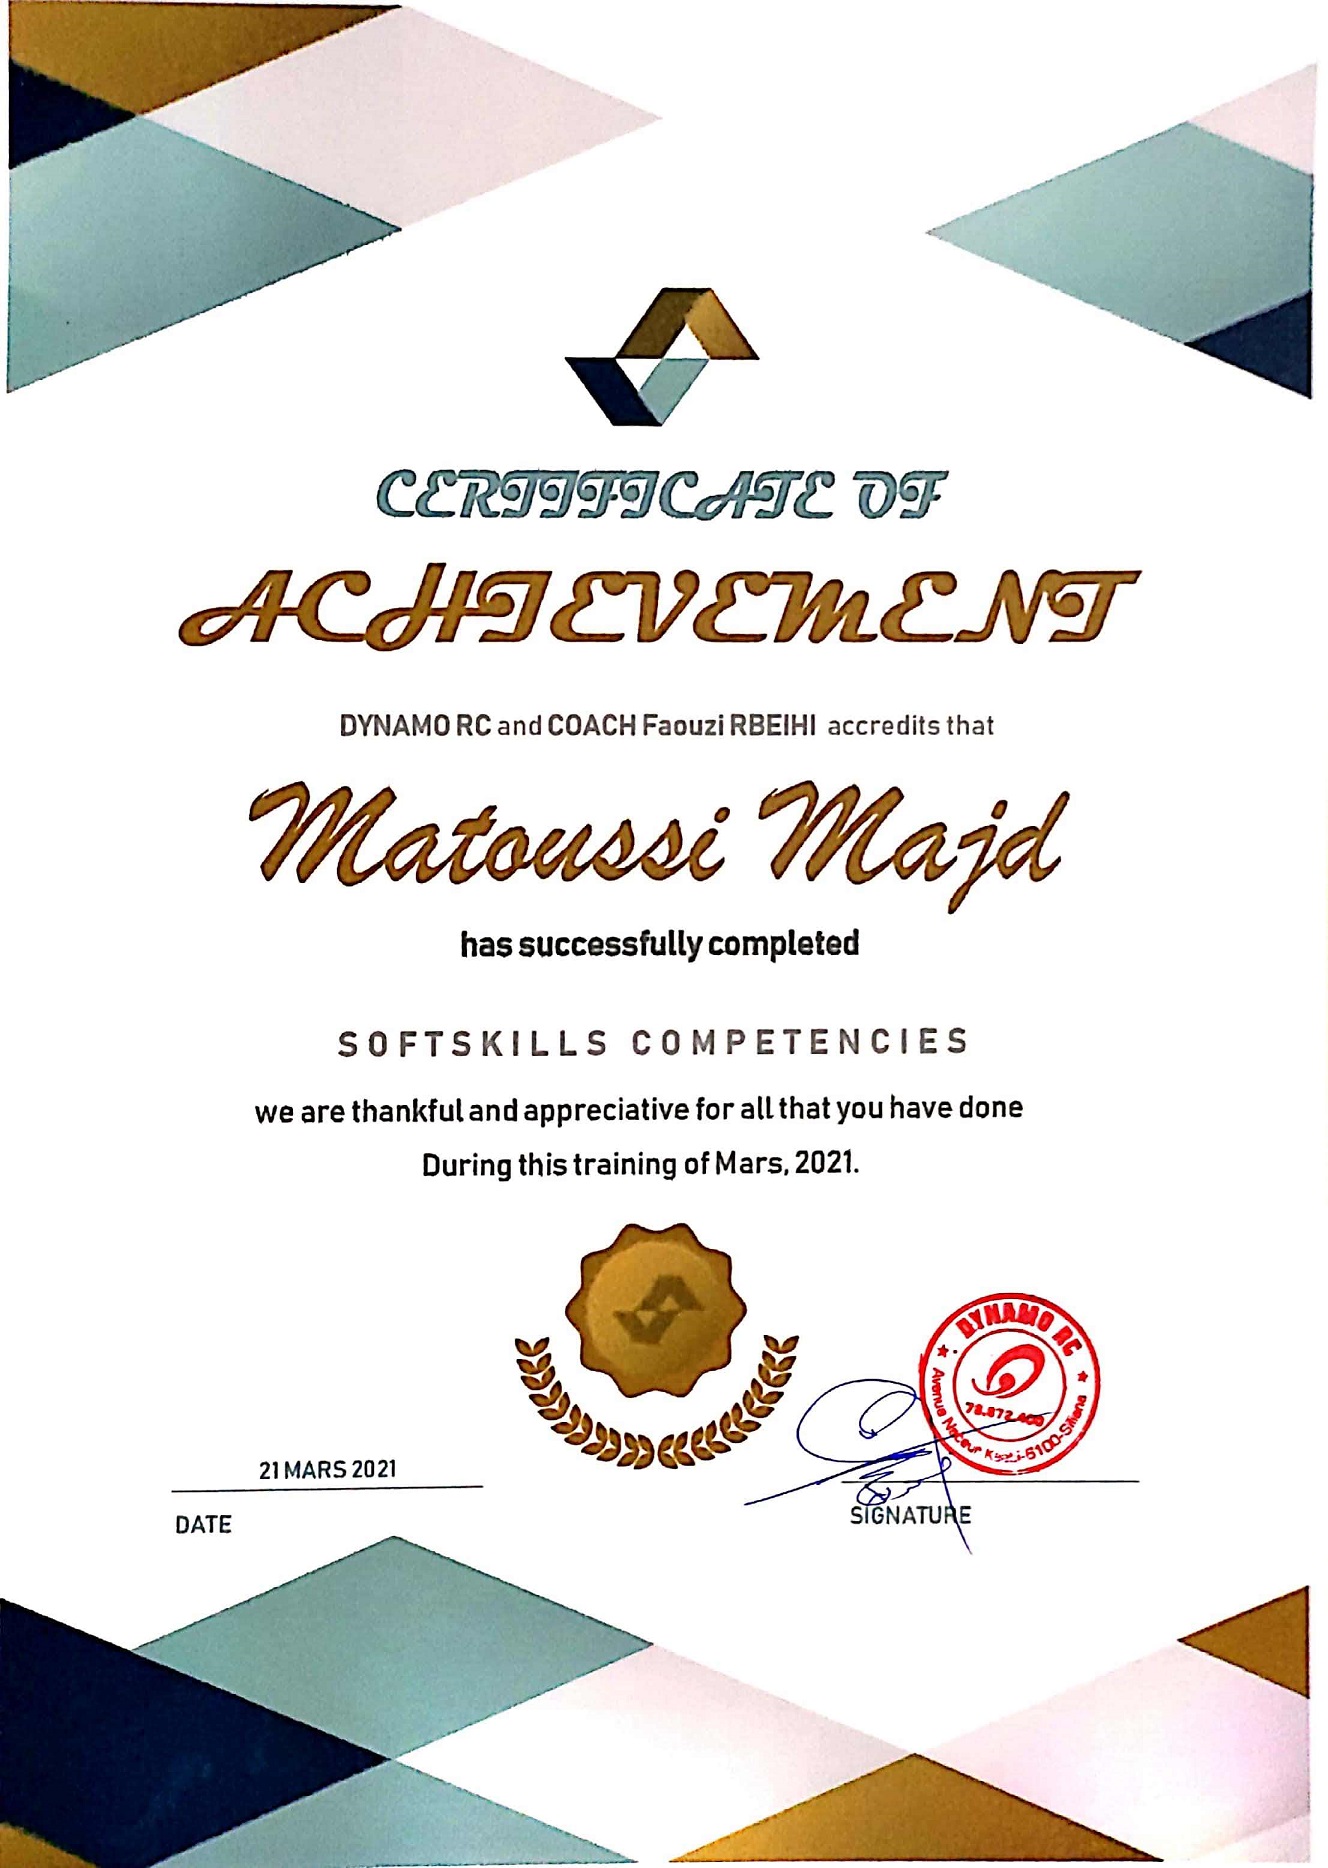 CERTIFICATE OF
ACHIEVEMENT
DYNAMO RC and COACH Faouzi RBEIHI accredits that
Matoussi Majd
has successfully completed
SOFTSKILLS COMPETENCIES
we are thankful and appreciative for all that you have done
During this training of Mars, 2021.
DYNAMO RC
78.872.400
Avenue Naceur -6100-Siliana
21 MARS 2021
DATE
SIGNATURE